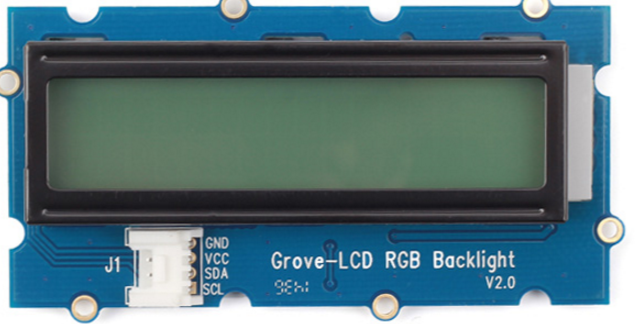 GND
VCC
J1
SDA
SCL
Grove-LCD RGB Backlight
V2.0